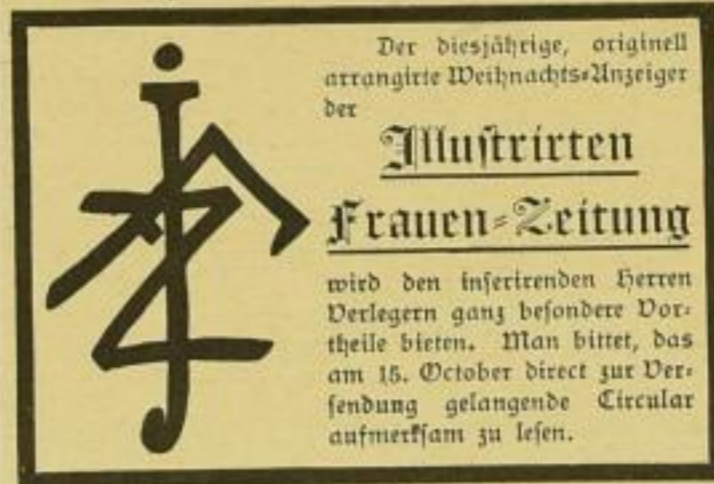 Der diesjährige, originell
arrangirte Weihnachts-Anzeiger
der
Illustrirten
Frauen-Zeitung
wird den inserirenden Herren
Verlegern ganz besondere Vor-
theile bieten. Man bittet, das
am 15. October direct zur Ver-
sendung gelangende Circular
aufmerksam zu lesen.